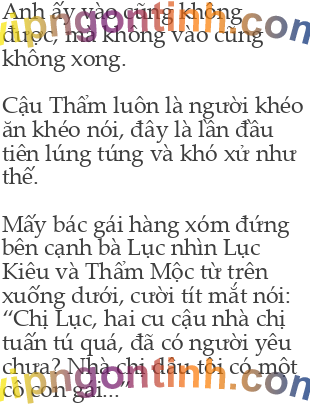 Anh ấy vào cũng không
được, mà không vào cũng
không xong.
Cậu Thẩm luôn là người khéo
ăn khéo nói, đây là lần đầu
tiên lúng túng và khó xử như
thế.
Mấy bác gái hàng xóm đứng
bên cạnh bà Lục nhìn Lục
Kiêu và Thẩm Mộc từ trên
xuống dưới, cười tít mắt nói:
“Chị Lục, hai cu cậu nhà chị
tuấn tú quá, đã có người yêu
chưa? Nhà chị dâu tôi có một
cô con gái...”
vipngontinh.com
vipngontinh.com